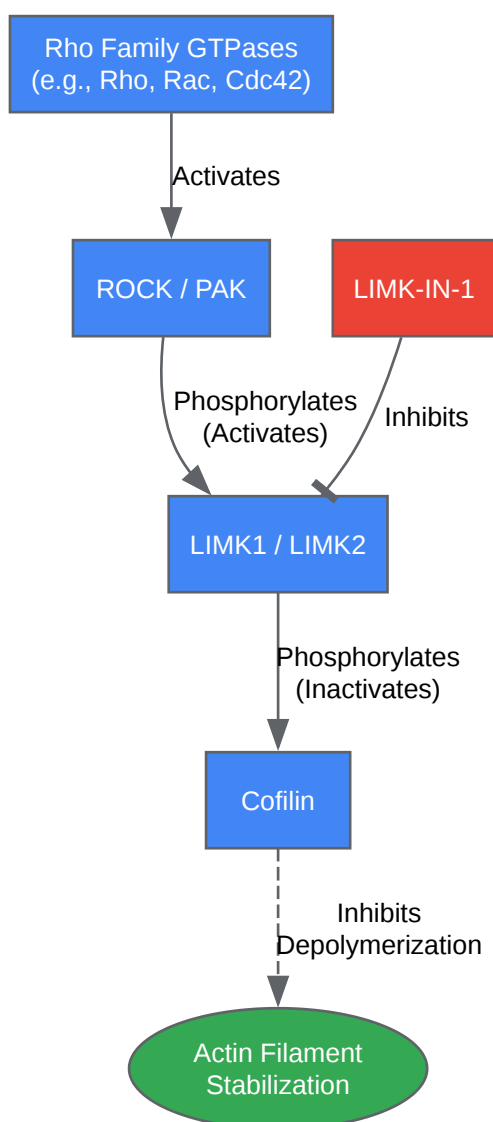 Rho Family GTPases
(e.g., Rho, Rac, Cdc42)
Activates
ROCK / PAK
LIMK-IN-1
Phosphorylates
(Activates)
Inhibits
LIMK1 / LIMK2
Phosphorylates
(Inactivates)
Cofilin
Inhibits
Depolymerization
Actin Filament
Stabilization